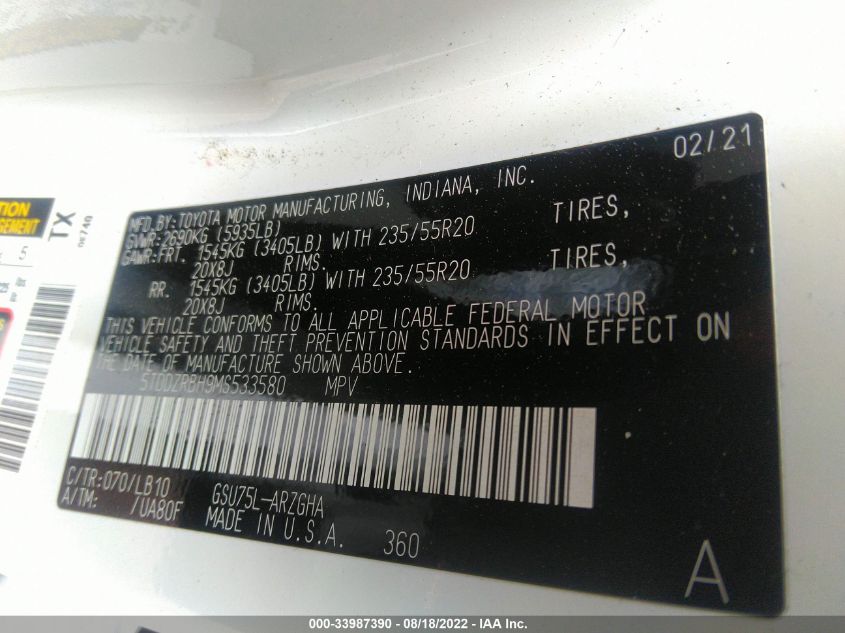 02/21
MFD.BY:TOYOTA MOTOR MANUFACTURING, INDIANA, INC.
GVWR:2690KG (5935LB)
GAWR:FRT. 1545KG (3405LB) WITH 235/55R20 TIRES,
20X8J RIMS.
RR. 1545KG (3405LB) WITH 235/55R20 TIRES,
20X8J RIMS.
THIS VEHICLE CONFORMS TO ALL APPLICABLE FEDERAL MOTOR
VEHICLE SAFETY AND THEFT PREVENTION STANDARDS IN EFFECT ON
THE DATE OF MANUFACTURE SHOWN ABOVE.
5TDDZRBH9MS533580 MPV
C/TR:070/LB10 GSU75L-ARZGHA
A/TM: /UA80F MADE IN U.S.A. 360
A
TX
5
000-33987390 - 08/18/2022 - IAA Inc.